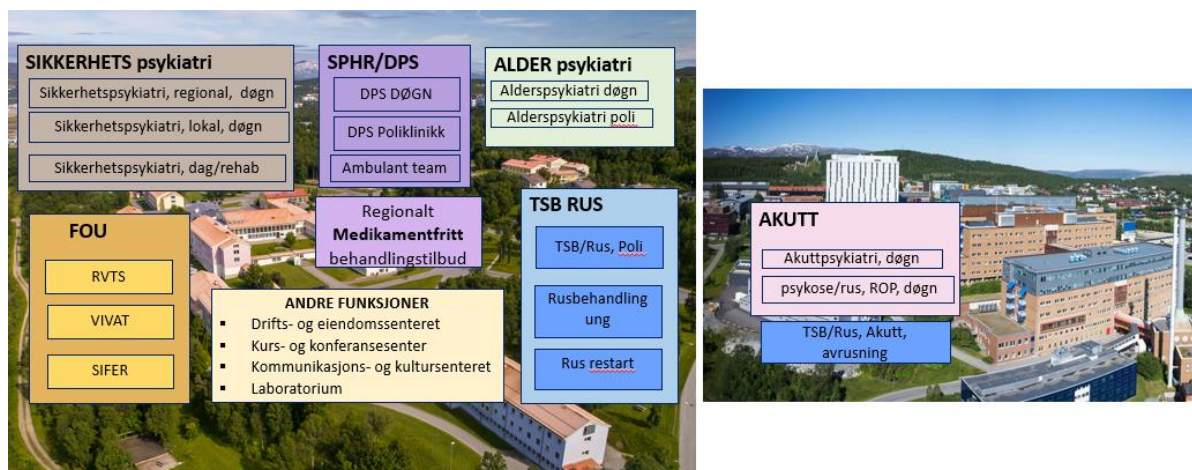 SIKKERHETS psykiatri
Sikkerhetspsykiatri, regional, døgn
Sikkerhetspsykiatri, lokal, døgn
Sikkerhetspsykiatri, dag/rehab
SPHR/DPS
DPS DØGN
DPS Poliklinikk
Ambulant team
ALDER psykiatri
Alderspsykiatri døgn
Alderspsykiatri poli
FOU
RVTS
VIVAT
SIFER
Regionalt
Medikamentfritt
behandlingstilbud
ANDRE FUNKSJONER
▪ Drifts- og eiendomssenteret
▪ Kurs- og konferansesenter
▪ Kommunikasjons- og kultursenteret
▪ Laboratorium
TSB RUS
TSB/Rus, Poli
Rusbehandling
ung
Rus restart
AKUTT
Akuttpsykiatri, døgn
psykose/rus, ROP, døgn
TSB/Rus, Akutt,
avrusning